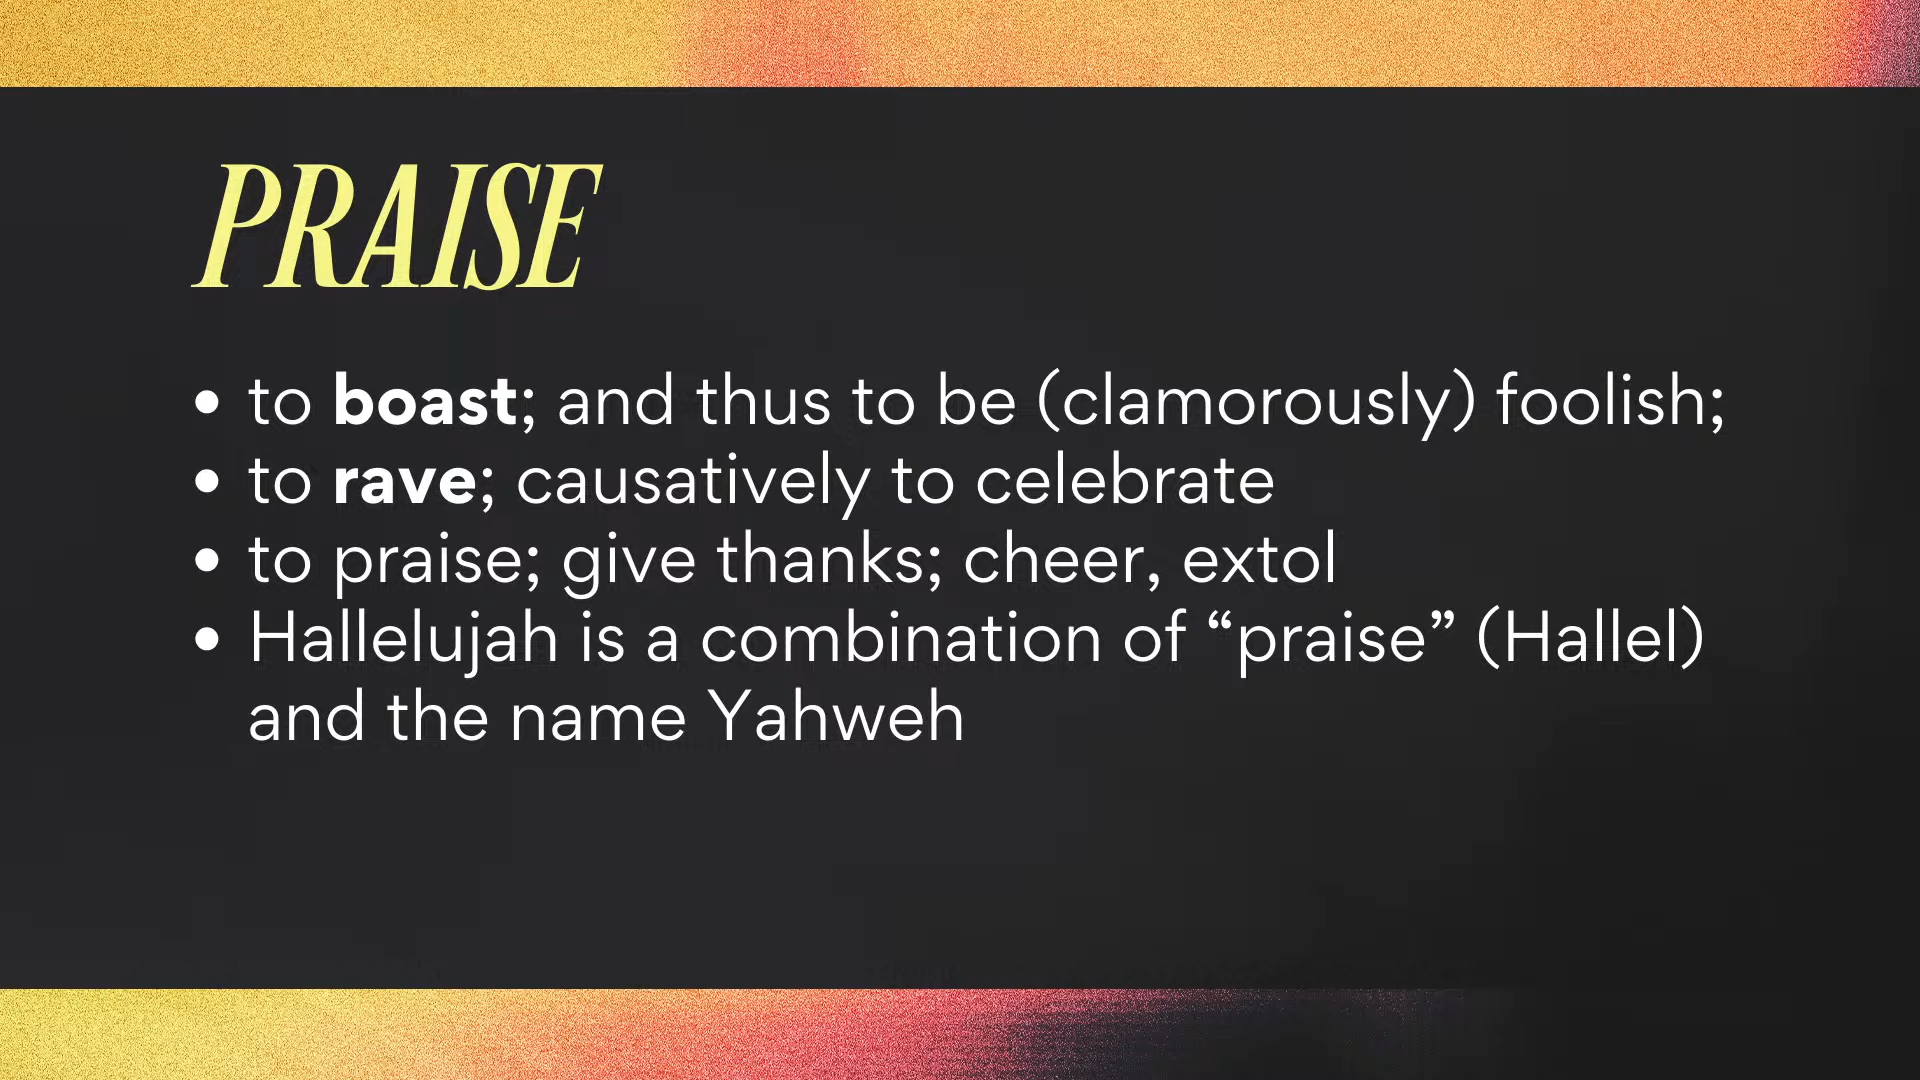 PRAISE
• to boast; and thus to be (clamorously) foolish;
• to rave; causatively to celebrate
• to praise; give thanks; cheer, extol
• Hallelujah is a combination of “praise” (Hallel)
and the name Yahweh